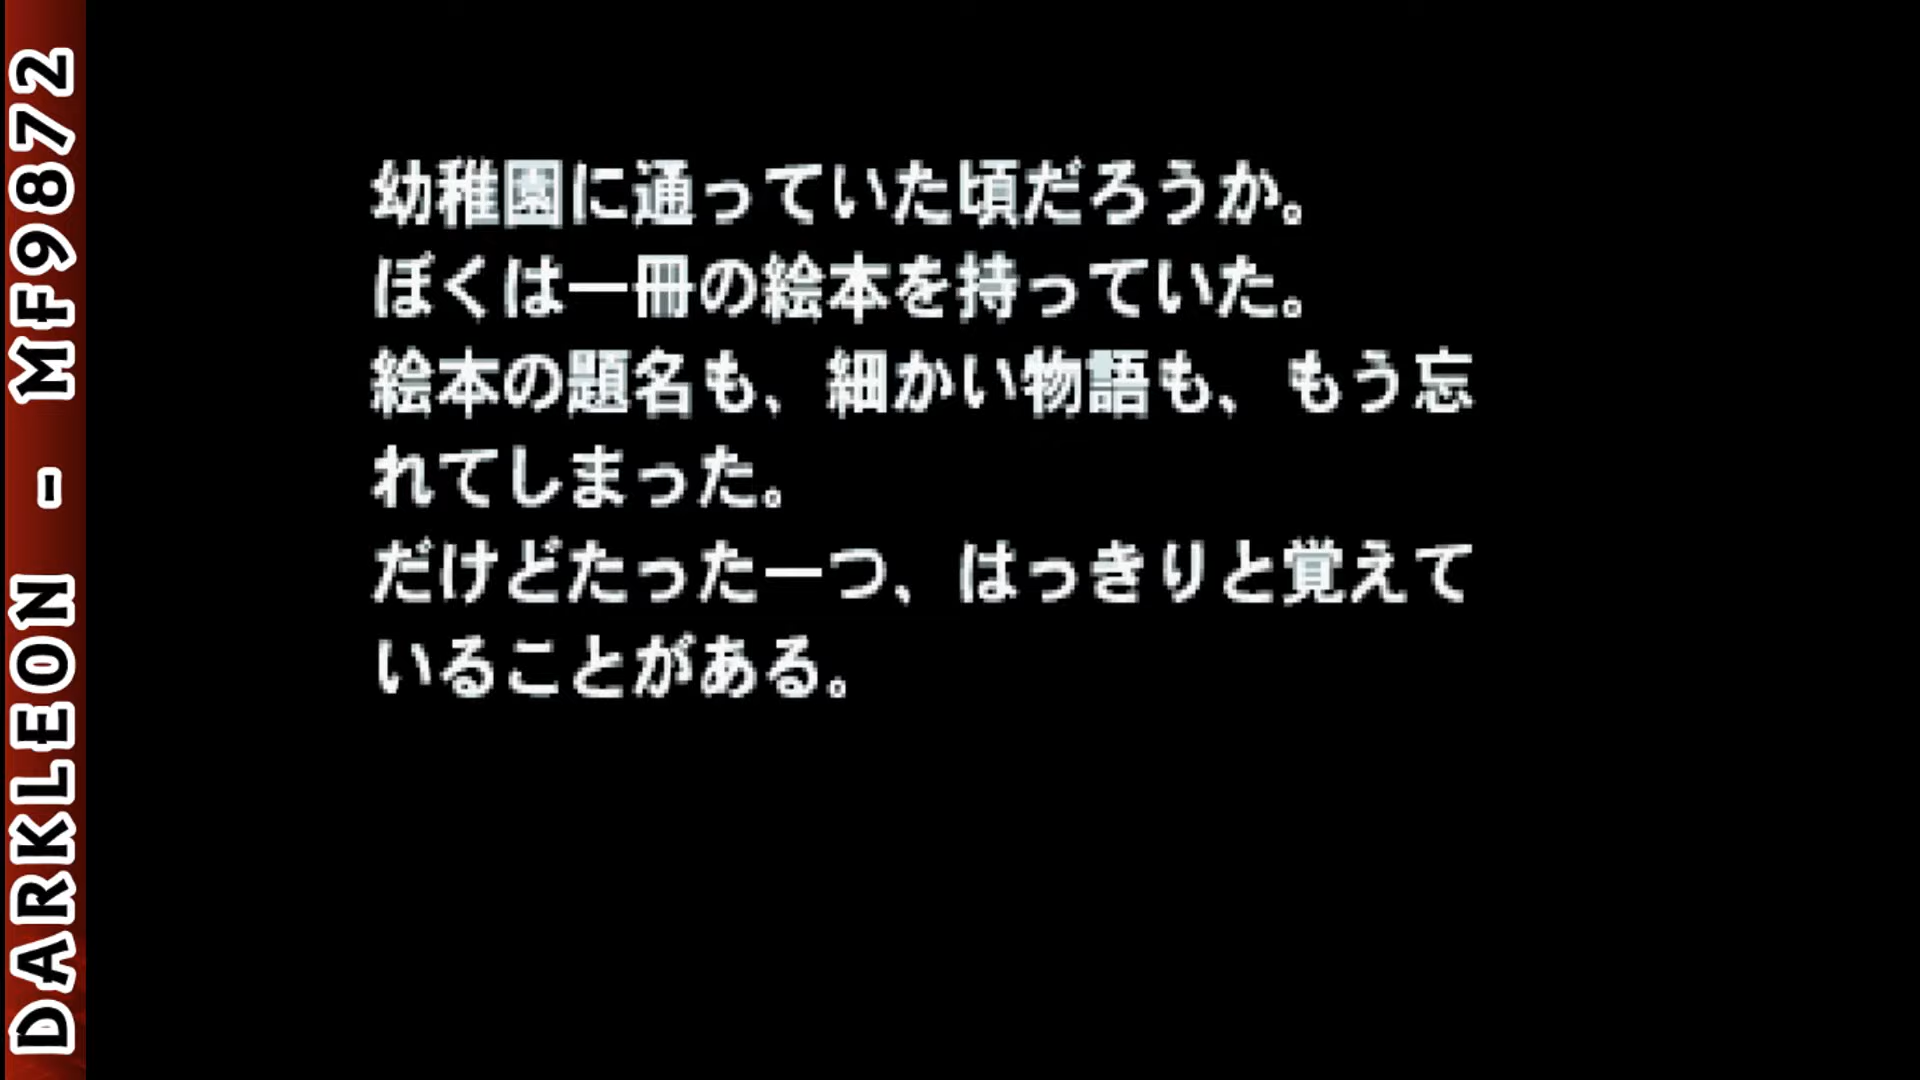 DARKLEON - MF9872
幼稚園に通っていた頃だろうか。
ぼくは一冊の絵本を持っていた。
絵本の題名も、細かい物語も、もう忘
れてしまった。
だけどたった一つ、はっきりと覚えて
いることがある。